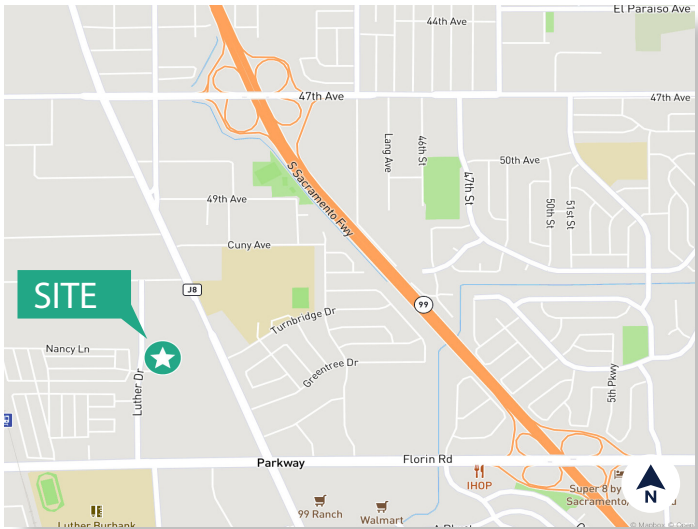 El Paraiso Ave
44th Ave
47th Ave
47th Ave
Lang Ave
46th St
50th Ave
47th St
50th St
51st St
S Sacramento Fwy
49th Ave
Cuny Ave
SITE
J8
99
Turnbridge Dr
Nancy Ln
Greentree Dr
Luther Dr
5th Pkwy
Parkway
Florin Rd
IHOP
Super 8 by
Sacramento
N
99 Ranch
Walmart
Luther Burbank
© Mapbox ©